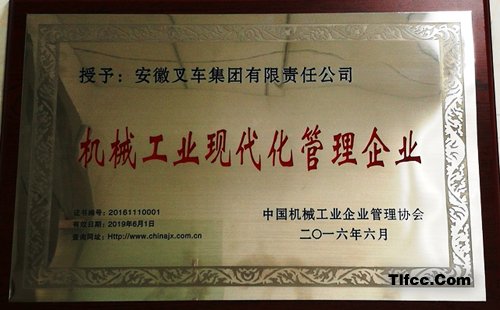 授予：安徽叉车集团有限责任公司
机械工业现代化管理企业
证书编号：20161110001
有效日期：2019年6月1日
查询网址：Http://www.chinajx.com.cn
中国机械工业企业管理协会
二〇一六年六月
Tlfcc.Com